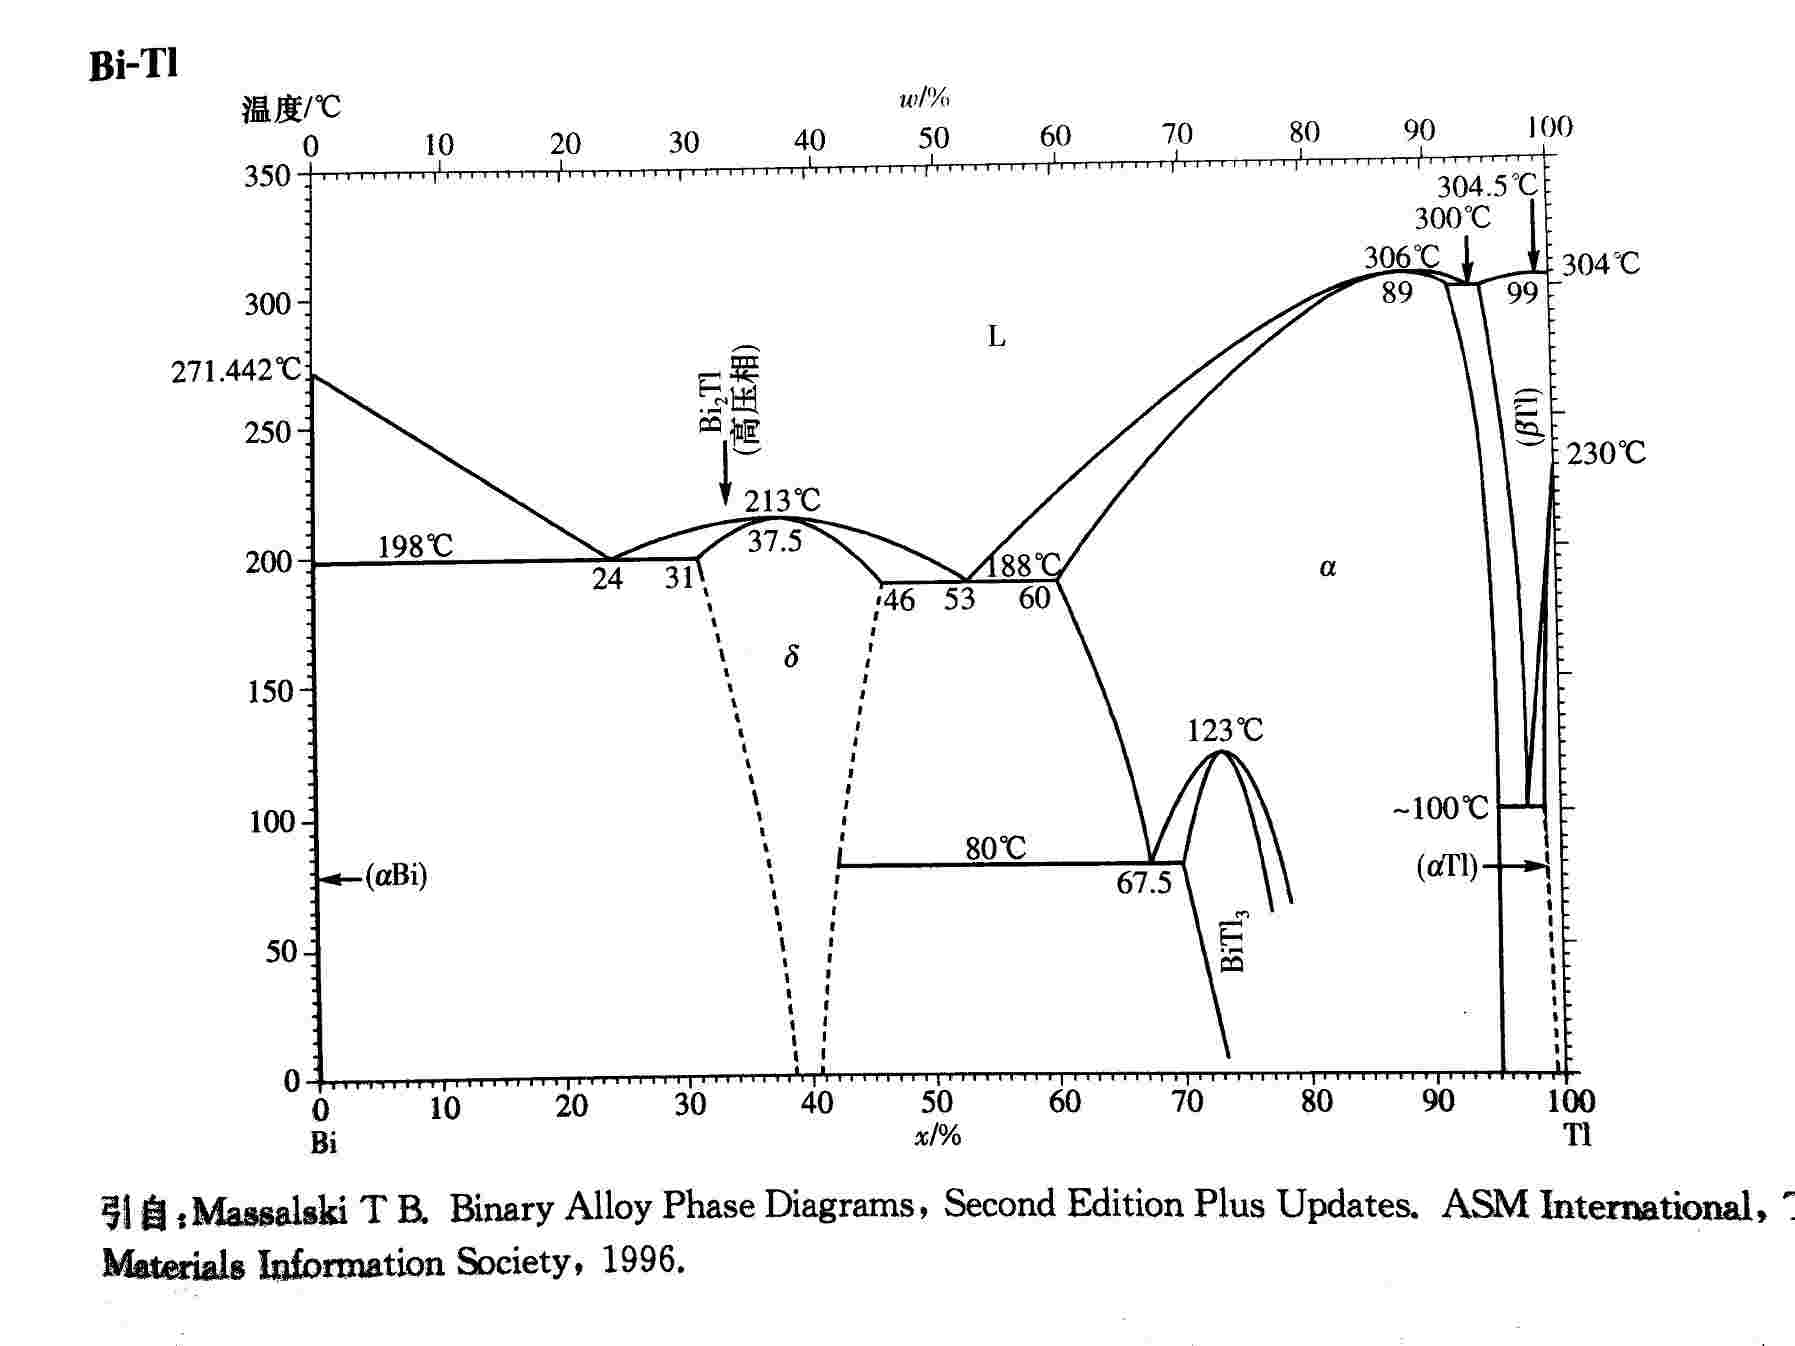 Bi-Tl
温度/℃
w/%
0 10 20 30 40 50 60 70 80 90 100
350
304.5℃
300℃
306℃
304℃
89
99
300
L
271.442℃
Bi₂Tl
(高压相)
250
(βTl)
230℃
213℃
37.5
198℃
188℃
200
24
31
46
53
60
α
δ
150
123℃
100
~100℃
80℃
67.5
(αBi)
(αTl)
BiTl₃
50
0
0 10 20 30 40 50 60 70 80 90 100
Bi
x/%
Tl
引自:Massalski T B. Binary Alloy Phase Diagrams, Second Edition Plus Updates. ASM International,
Materials Information Society, 1996.